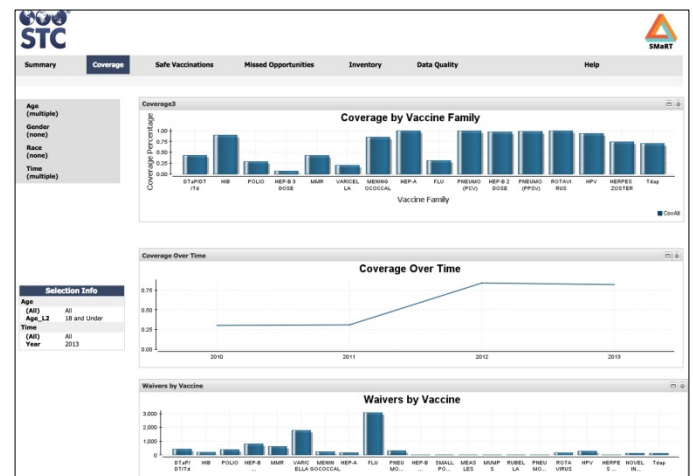 STC
SMaRT
Summary Coverage Safe Vaccinations Missed Opportunities Inventory Data Quality Help
Age
(multiple)
Gender
(none)
Race
(none)
Time
(multiple)
Selection Info
Age
(All) All
Age_L2 18 and Under
Time
(All) All
Year 2013
Coverage3
Coverage by Vaccine Family
Coverage Percentage
1.00
0.75
0.50
0.25
0.00
DTaP/DT HIB POLIO HEP-B 3 MMR VARICEL MENING HEP-A FLU PNEUMO HEP-B 2 PNEUMO ROTAVI HPV HERPES Tdap
/Td DOSE LA OCOCCAL (PCV) DOSE (PPSV) RUS ZOSTER
Vaccine Family
CovAll
Coverage Over Time
Coverage Over Time
0.75
0.50
0.25
0.00
2010 2011 2012 2013
Waivers by Vaccine
Waivers by Vaccine
3,000
2,000
1,000
0
DTaP/ HIB POLIO HEP-B MMR VARIC MENIN HEP-A FLU PNEU HEP-B SMALL MEAS MUMP RUBEL PNEU ROTA HPV HERPE NOVEL
DT/Td ... ELLA GOCOCCAL MO... ... PO... LES S LA MO... VIRUS S ... IN...